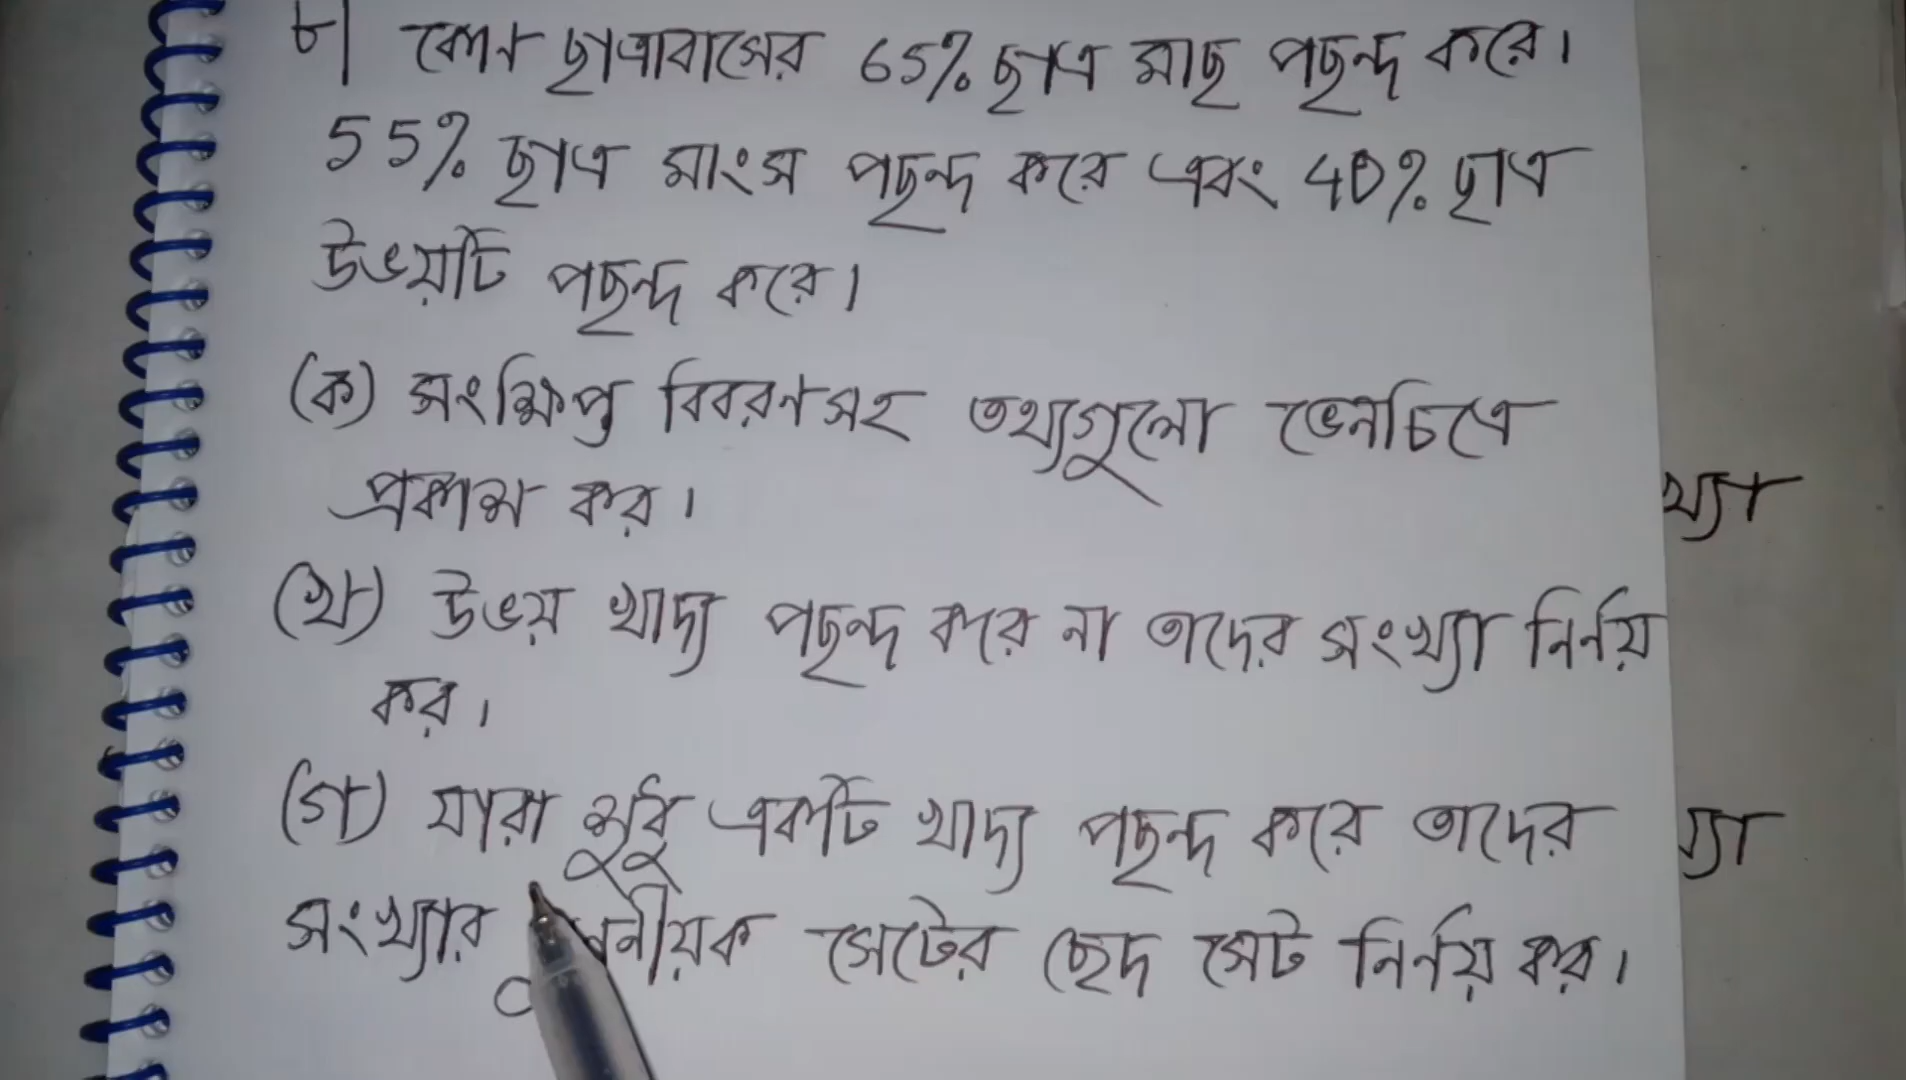 ৮| কোন ছাত্রাবাসের 65% ছাত্র মাছ পছন্দ করে।
55% ছাত্র মাংস পছন্দ করে এবং 40% ছাত্র
উভয়টি পছন্দ করে।
(ক) সংক্ষিপ্ত বিবরণসহ তথ্যগুলো ভেনচিত্রে
প্রকাশ কর।
খ্যা
(খ) উভয় খাদ্য পছন্দ করে না তাদের সংখ্যা নির্ণয়
কর।
(গ) যারা শুধু একটি খাদ্য পছন্দ করে তাদের
সংখ্যার সেটের ছেদ সেট নির্ণয় কর।